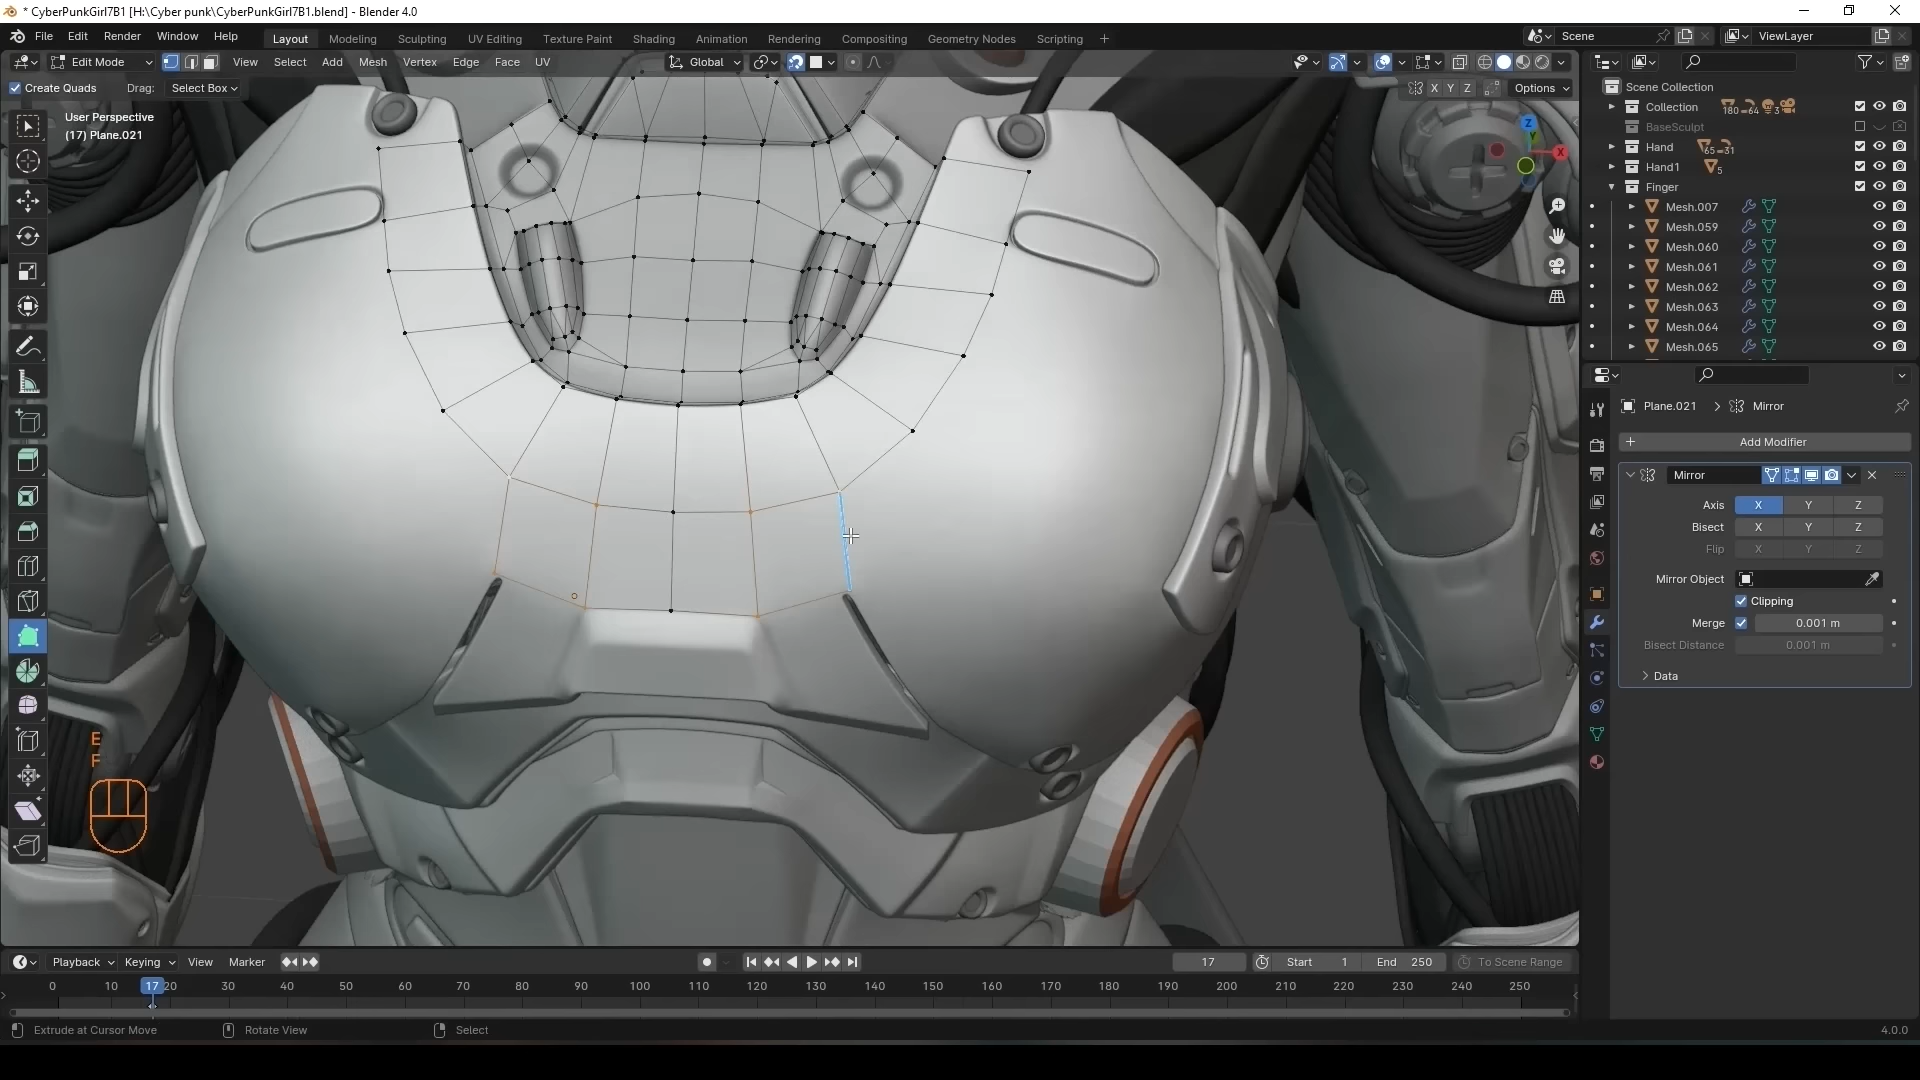 * CyberPunkGirl7B1 [H:\Cyber punk\CyberPunkGirl7B1.blend] - Blender 4.0
File Edit Render Window Help
Layout Modeling Sculpting UV Editing Texture Paint Shading Animation Rendering Compositing Geometry Nodes Scripting +
Scene
ViewLayer
Edit Mode
View Select Add Mesh Vertex Edge Face UV
Global
Create Quads Drag: Select Box
X Y Z Options
User Perspective
(17) Plane.021
Z
Y
X
E
F
Scene Collection
Collection
180 64 3
BaseSculpt
Hand
65 31
Hand1
5
Finger
Mesh.007
Mesh.059
Mesh.060
Mesh.061
Mesh.062
Mesh.063
Mesh.064
Mesh.065
Plane.021 > Mirror
+ Add Modifier
Mirror
Axis X Y Z
Bisect X Y Z
Flip X Y Z
Mirror Object
Clipping
Merge 0.001 m
Bisect Distance 0.001 m
Data
Playback Keying View Marker
17
Start 1 End 250
To Scene Range
0 10 17 20 30 40 50 60 70 80 90 100 110 120 130 140 150 160 170 180 190 200 210 220 230 240 250
Extrude at Cursor Move
Rotate View
Select
4.0.0